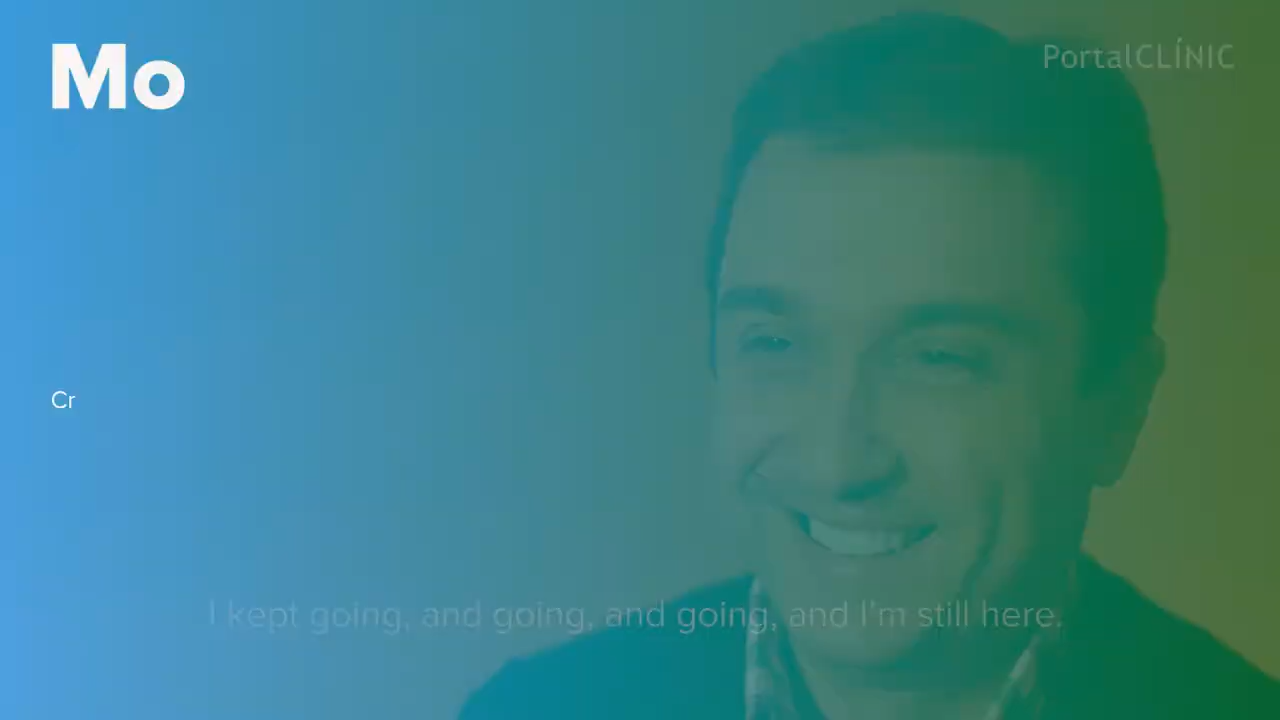 Mo
PortalCLÍNIC
Cr
I kept going, and going, and going, and I'm still here.